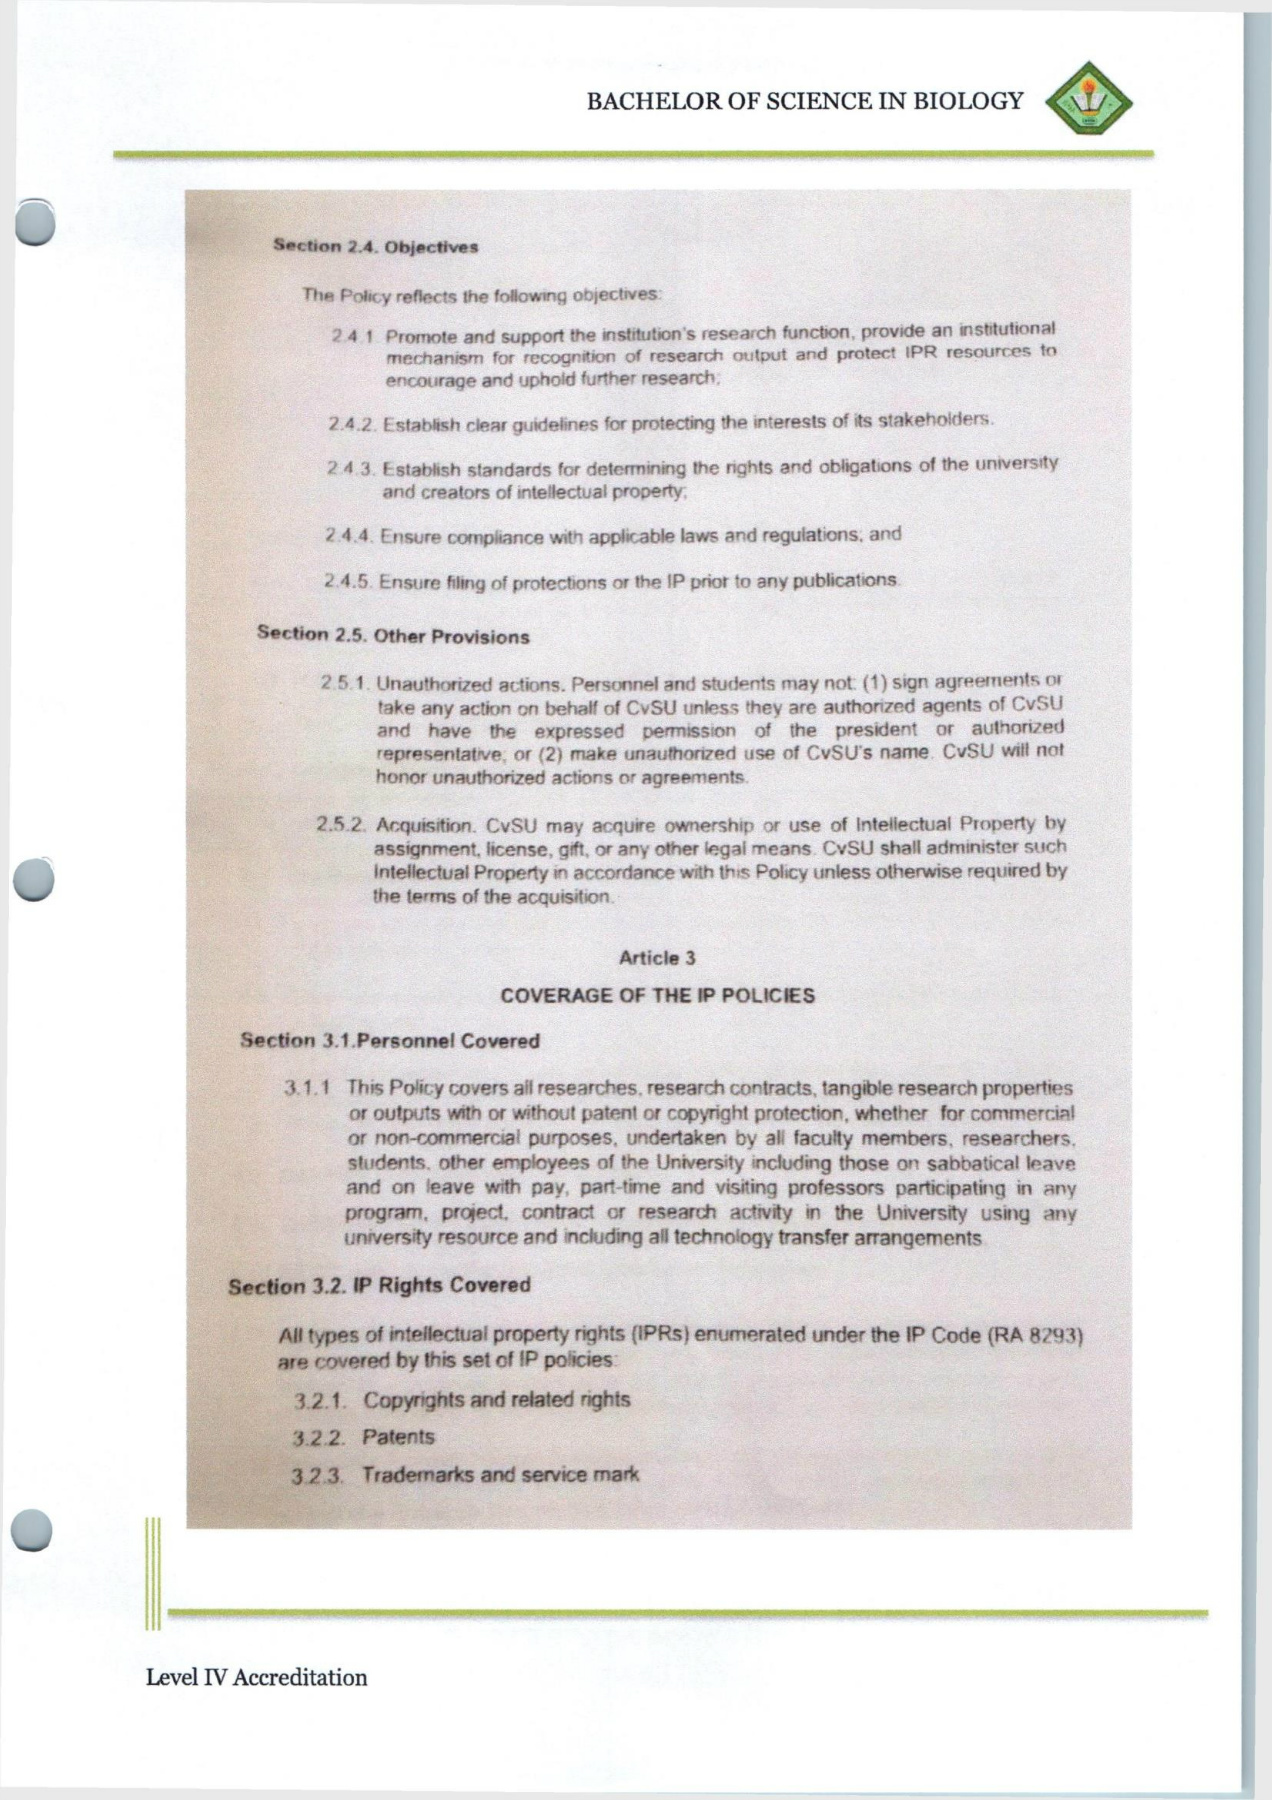 BACHELOR OF SCIENCE IN BIOLOGY
Section 2.4. Objectives
The Policy reflects the following objectives:
2.4.1 Promote and support the institution's research function, provide an institutional
mechanism for recognition of research output and protect IPR resources to
encourage and uphold further research;
2.4.2. Establish clear guidelines for protecting the interests of its stakeholders.
2.4.3. Establish standards for determining the rights and obligations of the university
and creators of intellectual property;
2.4.4. Ensure compliance with applicable laws and regulations; and
2.4.5. Ensure filing of protections or the IP prior to any publications.
Section 2.5. Other Provisions
2.5.1. Unauthorized actions. Personnel and students may not: (1) sign agreements or
take any action on behalf of CvSU unless they are authorized agents of CvSU
and have the expressed permission of the president or authorized
representative; or (2) make unauthorized use of CvSU's name. CvSU will not
honor unauthorized actions or agreements.
2.5.2. Acquisition. CvSU may acquire ownership or use of Intellectual Property by
assignment, license, gift, or any other legal means. CvSU shall administer such
Intellectual Property in accordance with this Policy unless otherwise required by
the terms of the acquisition.
Article 3
COVERAGE OF THE IP POLICIES
Section 3.1.Personnel Covered
3.1.1 This Policy covers all researches, research contracts, tangible research properties
or outputs with or without patent or copyright protection, whether for commercial
or non-commercial purposes, undertaken by all faculty members, researchers,
students, other employees of the University including those on sabbatical leave
and on leave with pay, part-time and visiting professors participating in any
program, project, contract or research activity in the University using any
university resource and including all technology transfer arrangements.
Section 3.2. IP Rights Covered
All types of intellectual property rights (IPRs) enumerated under the IP Code (RA 8293)
are covered by this set of IP policies:
3.2.1. Copyrights and related rights
3.2.2. Patents
3.2.3. Trademarks and service mark
Level IV Accreditation